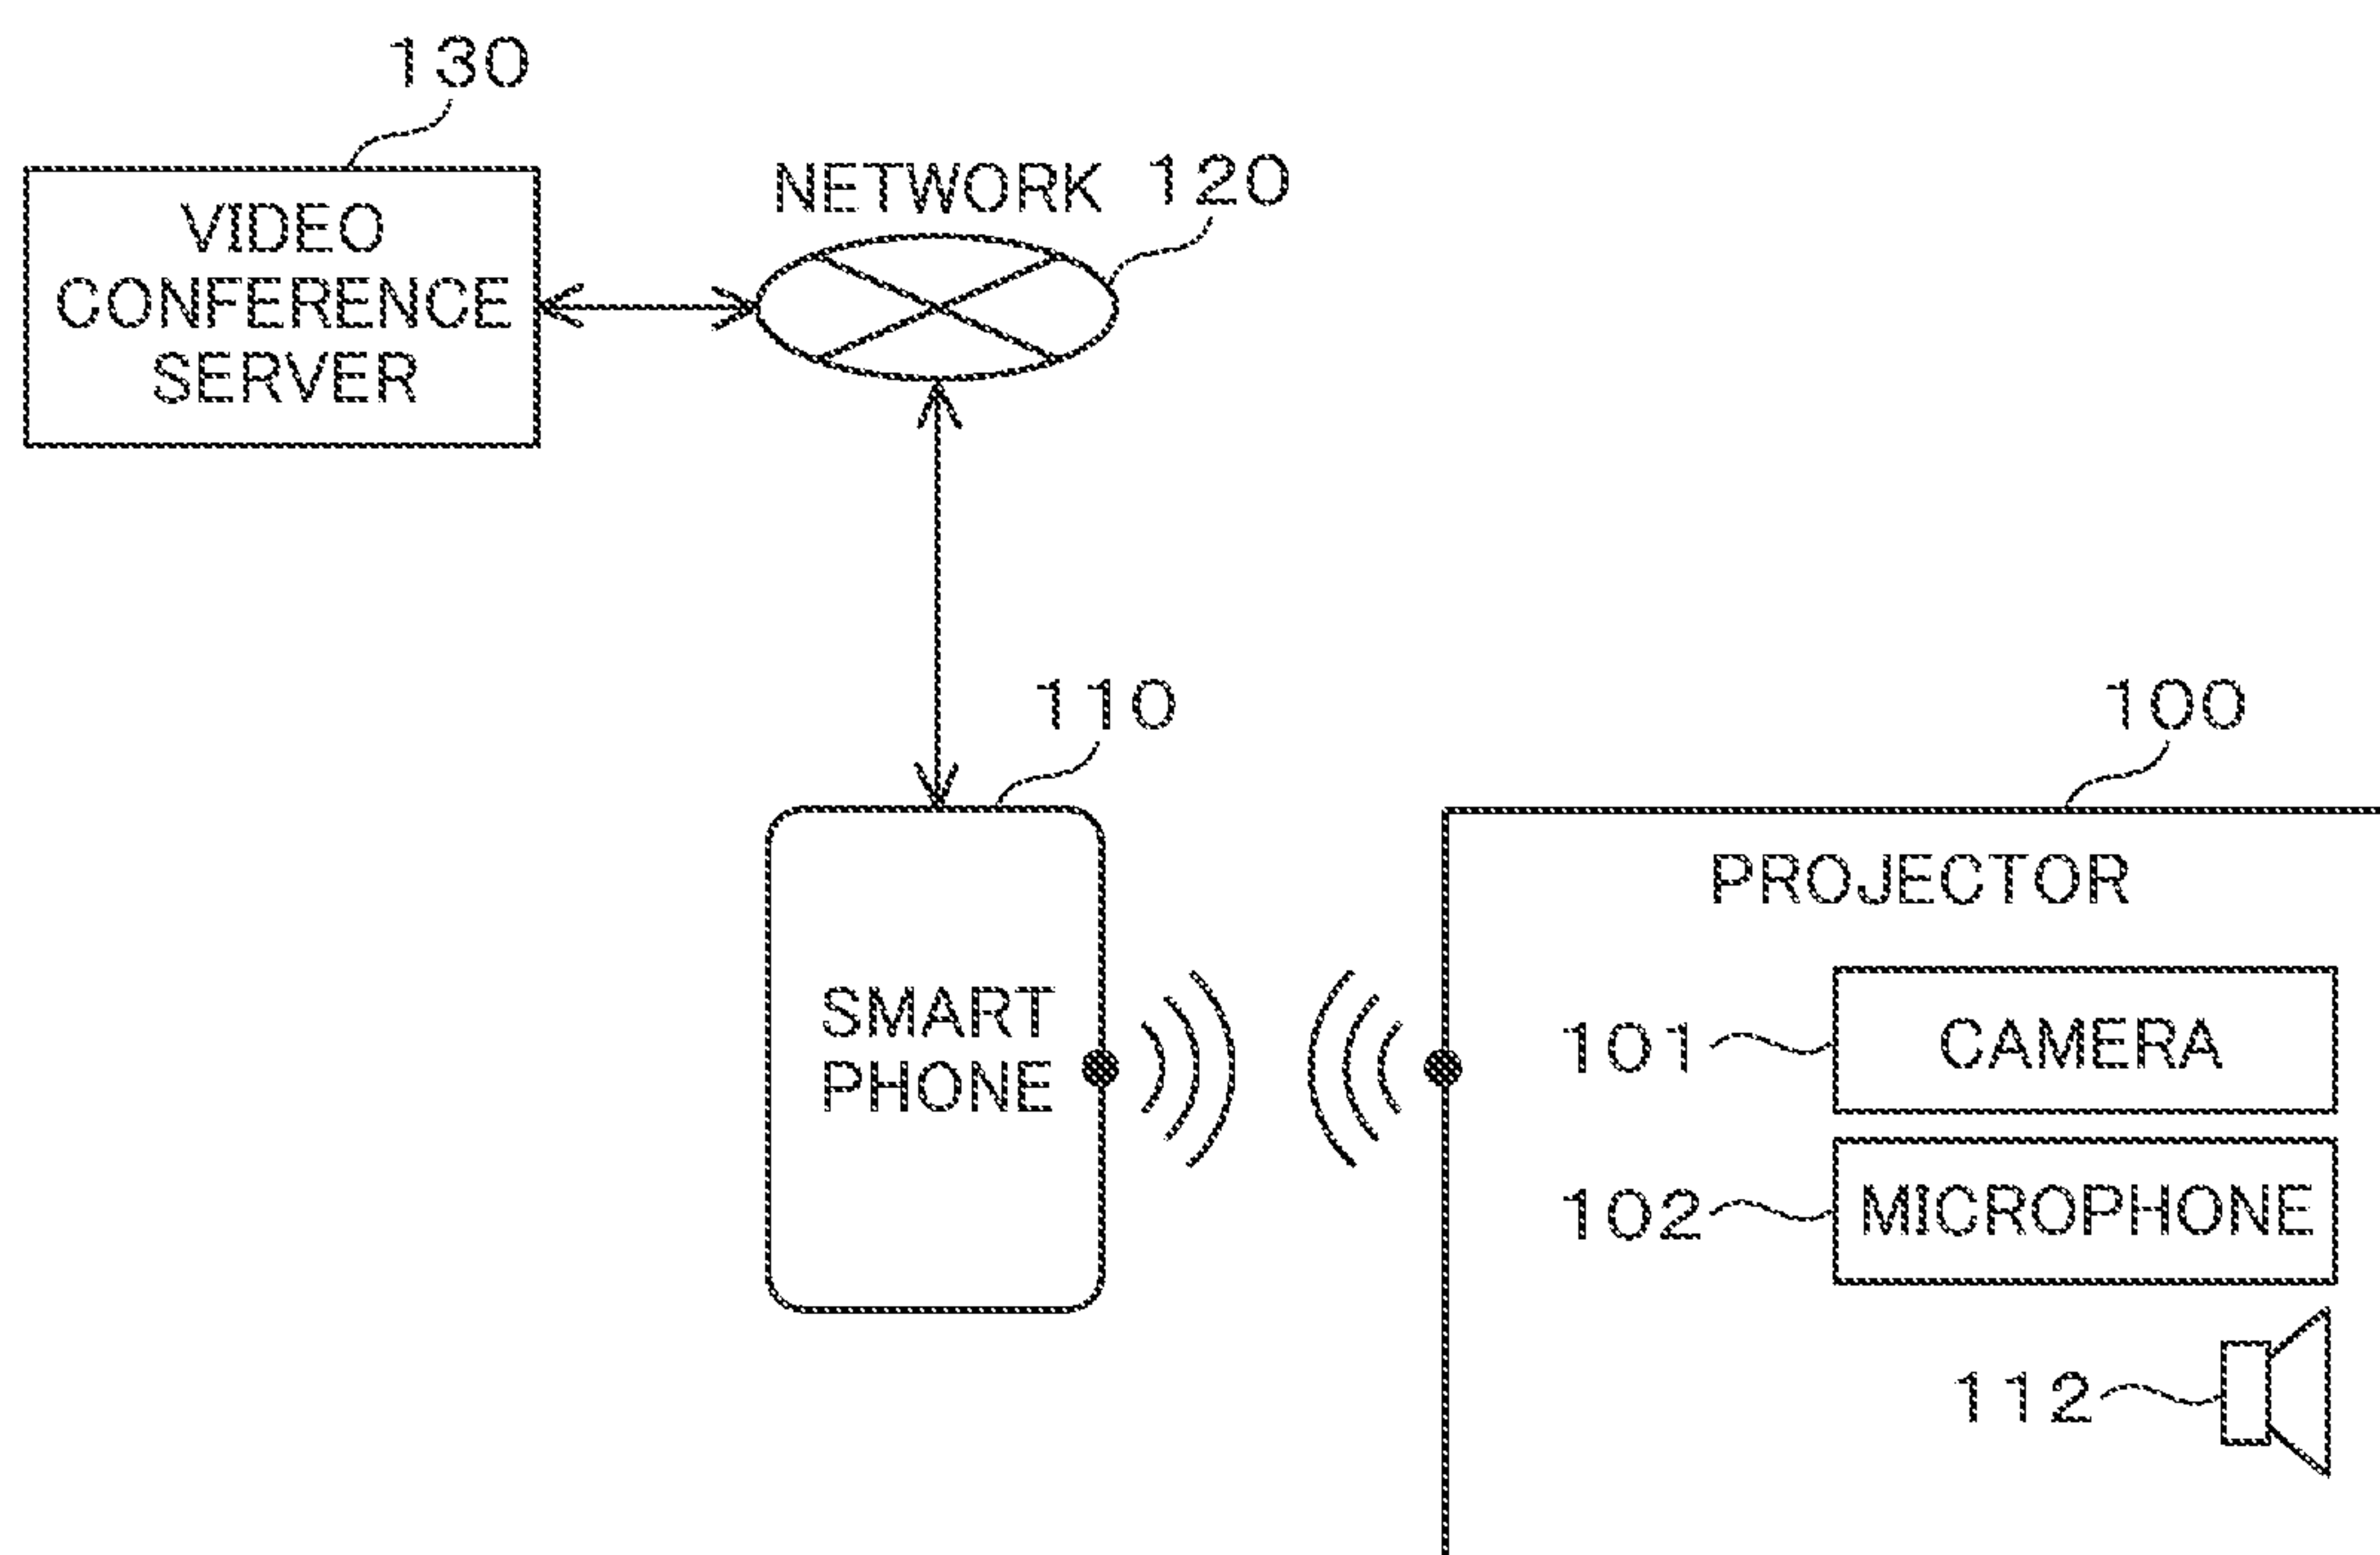 130
VIDEO
CONFERENCE
SERVER
NETWORK 120
110
SMART
PHONE
100
PROJECTOR
101 CAMERA
102 MICROPHONE
112